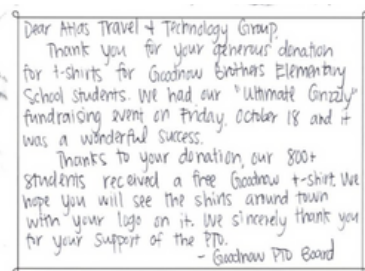 Dear Atlas Travel & Technology Group,
Thank you for your generous donation
for t-shirts for Goodnow Brothers Elementary
School students. We had our "Ultimate Grizzly"
fundraising event on Friday, October 18 and it
was a wonderful success.
Thanks to your donation, our 800+
students received a free Goodnow t-shirt. We
hope you will see the shirts around town
with your logo on it. We sincerely thank you
for your support of the PTO.
- Goodnow PTO Board